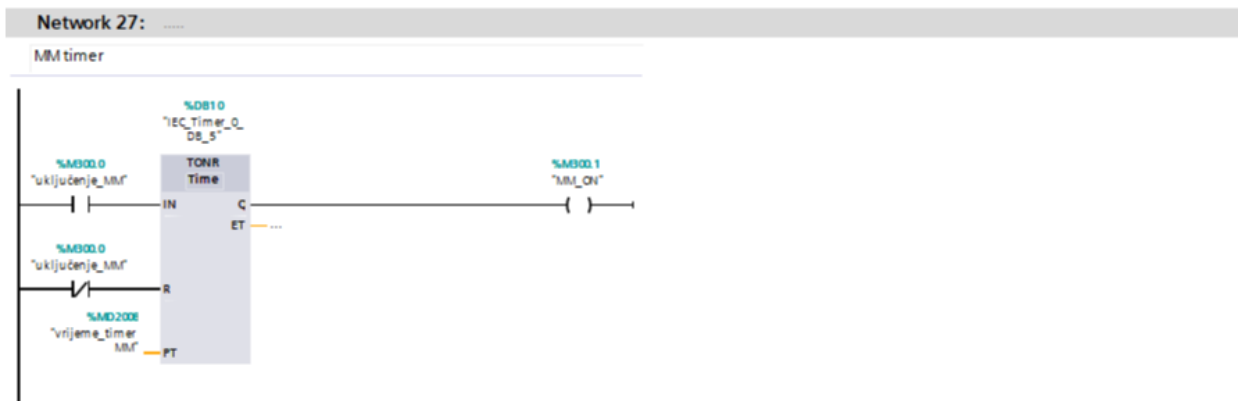 Network 27: .....
MM timer
%DB10
"IEC_Timer_0_
DB_5"
%M300.0
"uključenje_MM"
TONR
Time
%M300.1
"MM_ON"
IN
Q
ET
...
%M300.0
"uključenje_MM"
R
%MD2008
"vrijeme_timer
MM"
PT